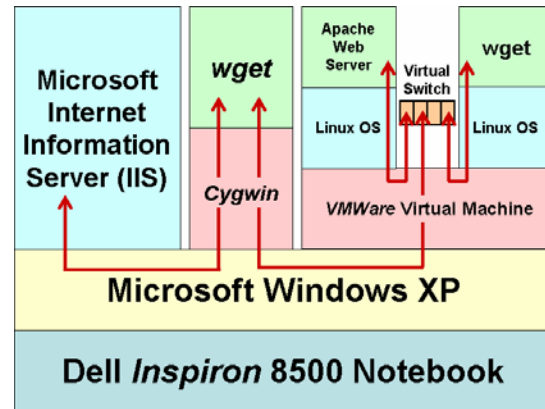 Microsoft
Internet
Information
Server (IIS)
wget
Cygwin
Apache
Web
Server
Linux OS
Virtual
Switch
wget
Linux OS
VMWare Virtual Machine
Microsoft Windows XP
Dell Inspiron 8500 Notebook